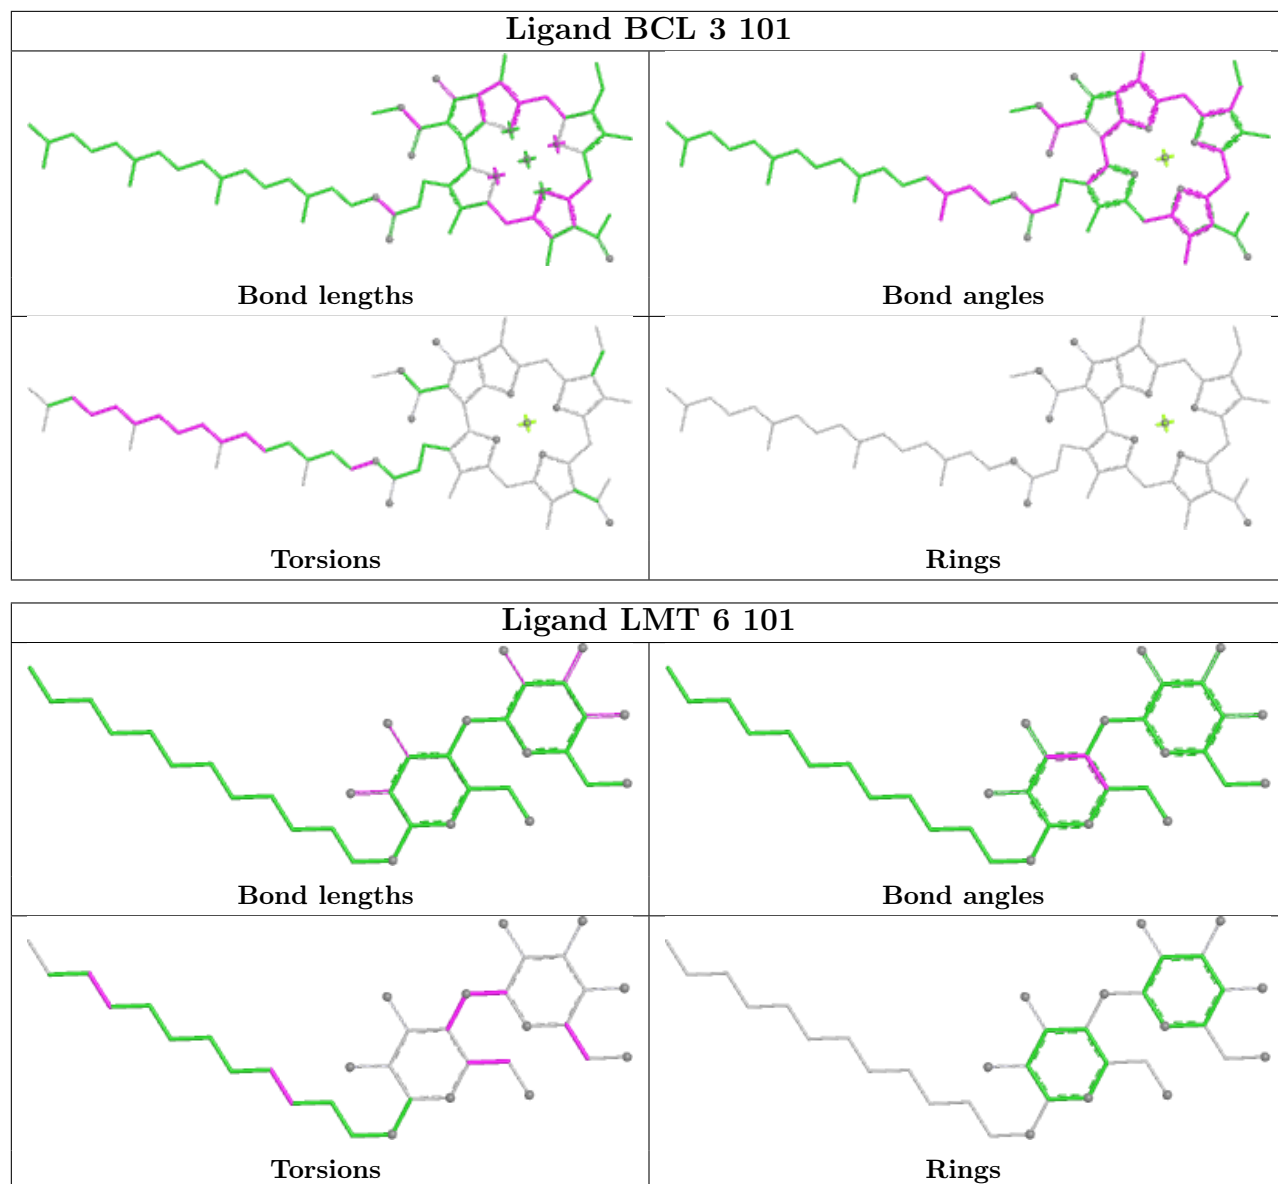 Ligand BCL 3 101
Bond lengths
Bond angles
Torsions
Rings
Ligand LMT 6 101
Bond lengths
Bond angles
Torsions
Rings